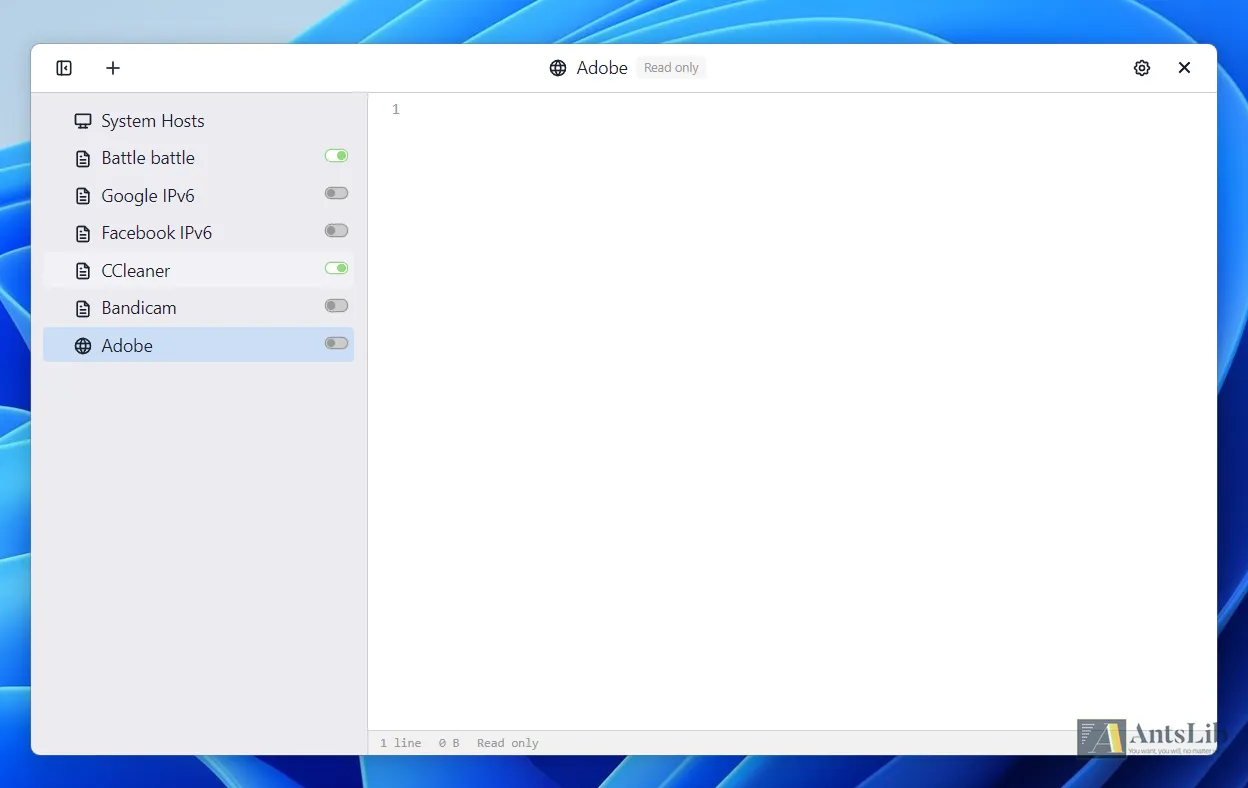 Adobe Read only
System Hosts
Battle battle
Google IPv6
Facebook IPv6
CCleaner
Bandicam
Adobe
1
1 line 0 B Read only
AntsLib
You want, you will, no matter